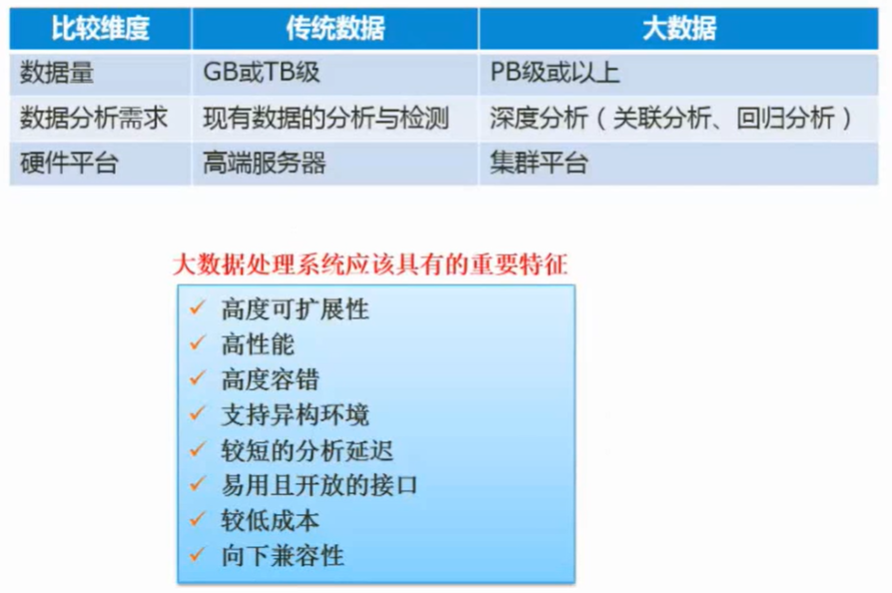 比较维度 传统数据 大数据
数据量 GB或TB级 PB级或以上
数据分析需求 现有数据的分析与检测 深度分析（关联分析、回归分析）
硬件平台 高端服务器 集群平台
大数据处理系统应该具有的重要特征
✓ 高度可扩展性
✓ 高性能
✓ 高度容错
✓ 支持异构环境
✓ 较短的分析延迟
✓ 易用且开放的接口
✓ 较低成本
✓ 向下兼容性